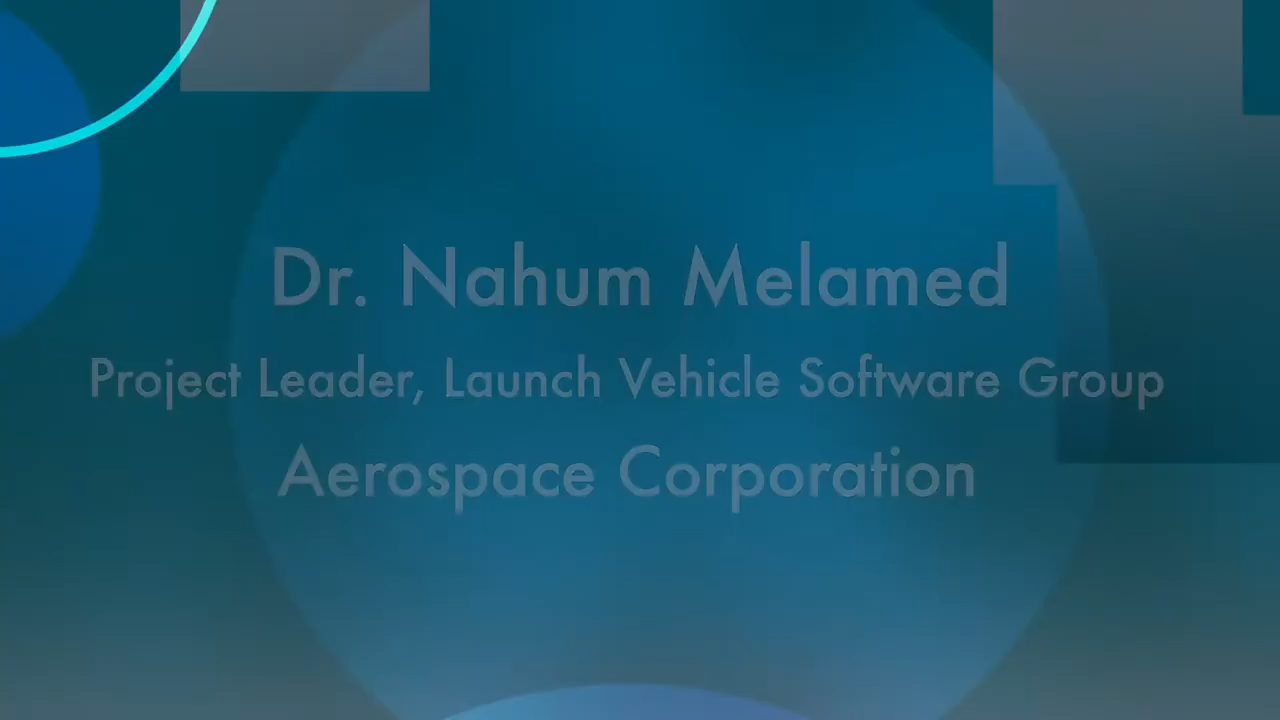 Dr. Nahum Melamed
Project Leader, Launch Vehicle Software Group
Aerospace Corporation